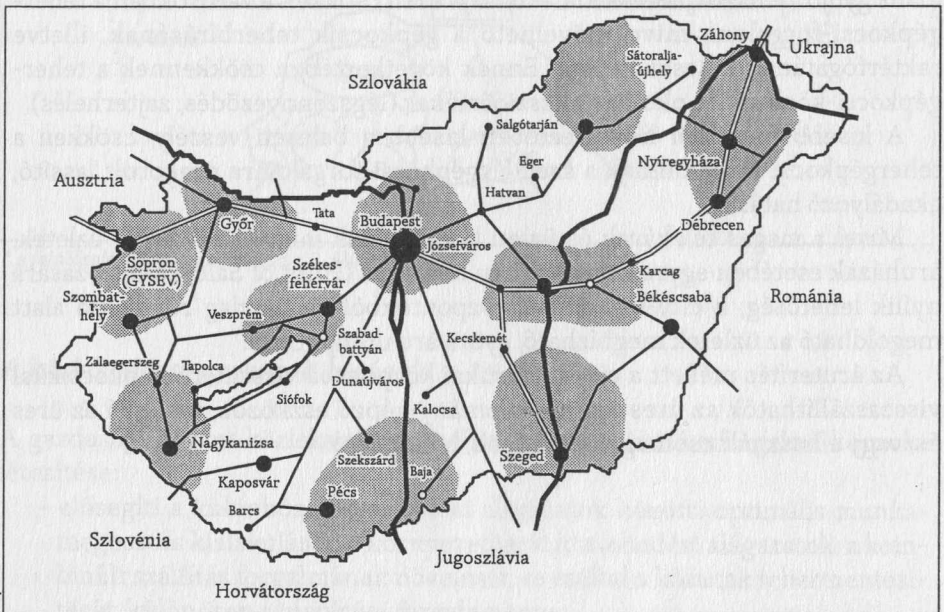 Záhony
Ukrajna
Sátoralja-
újhely
Szlovákia
Salgótarján
Nyíregyháza
Eger
Hatvan
Ausztria
Győr
Tata
Budapest
Józsefváros
Debrecen
Sopron
(GYSEV)
Székes-
fehérvár
Karcag
Szombat-
hely
Békéscsaba
Románia
Veszprém
Szabad-
battyán
Kecskemét
Zalaegerszeg
Tapolca
Dunaújváros
Siófok
Kalocsa
Nagykanizsa
Szekszárd
Baja
Szeged
Kaposvár
Pécs
Barcs
Szlovénia
Jugoszlávia
Horvátország